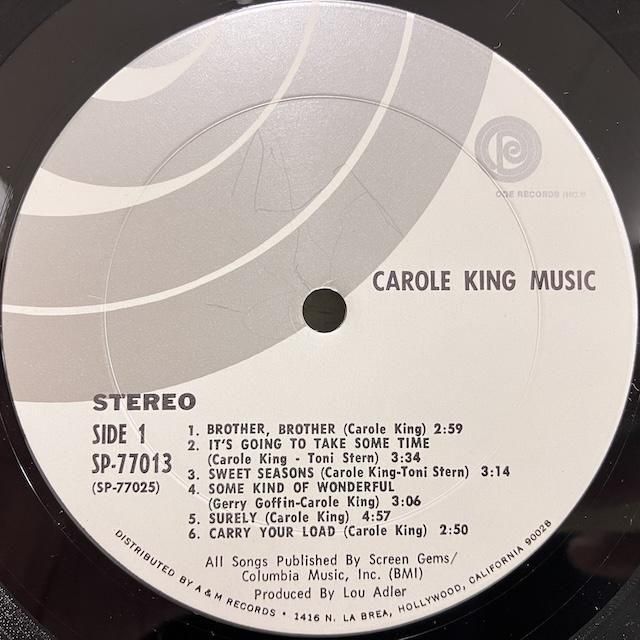 ODE RECORDS INC.®
CAROLE KING MUSIC
STEREO
SIDE 1
SP-77013
(SP-77025)
1. BROTHER, BROTHER (Carole King) 2:59
2. IT'S GOING TO TAKE SOME TIME
(Carole King - Toni Stern) 3:34
3. SWEET SEASONS (Carole King-Toni Stern) 3:14
4. SOME KIND OF WONDERFUL
(Gerry Goffin-Carole King) 3:06
5. SURELY (Carole King) 4:57
6. CARRY YOUR LOAD (Carole King) 2:50
All Songs Published By Screen Gems/
Columbia Music, Inc. (BMI)
Produced By Lou Adler
DISTRIBUTED BY A & M RECORDS • 1416 N. LA BREA, HOLLYWOOD, CALIFORNIA 90028